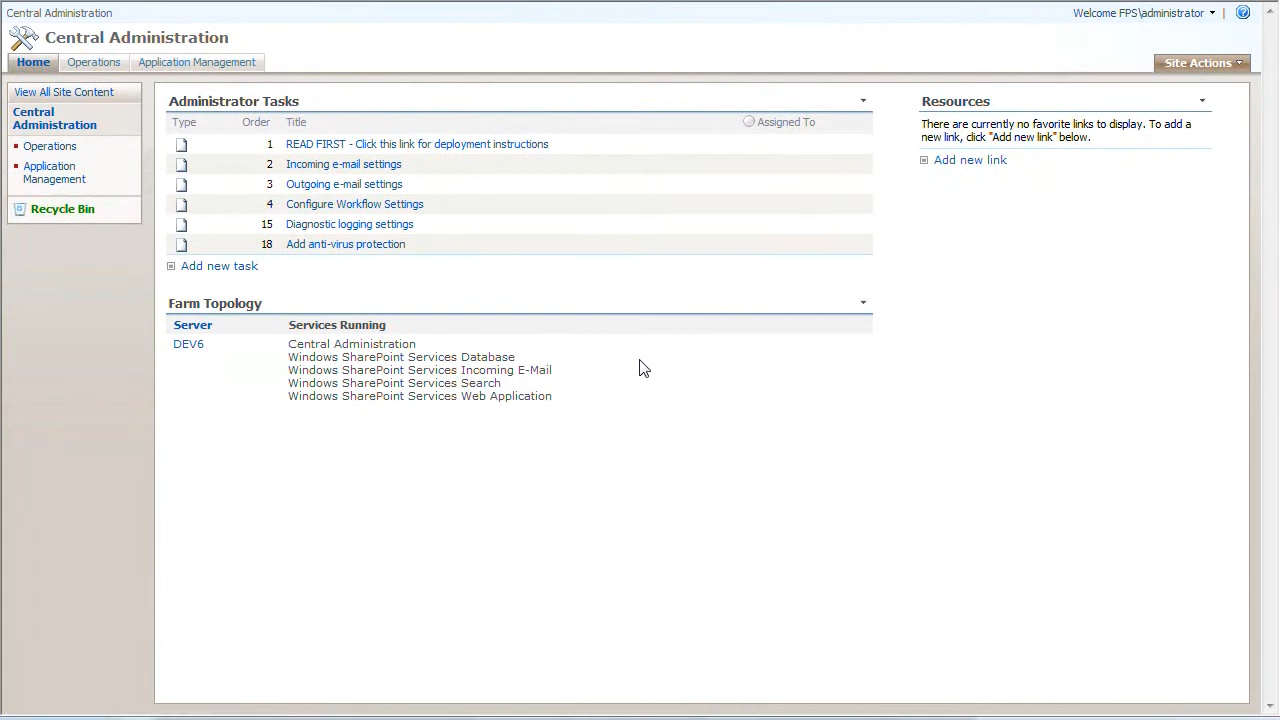 Central Administration
Welcome FPS\administrator
Central Administration
Home Operations Application Management
Site Actions
View All Site Content
Central
Administration
Operations
Application
Management
Recycle Bin
Administrator Tasks
Type Order Title Assigned To
1 READ FIRST - Click this link for deployment instructions
2 Incoming e-mail settings
3 Outgoing e-mail settings
4 Configure Workflow Settings
15 Diagnostic logging settings
18 Add anti-virus protection
Add new task
Farm Topology
Server Services Running
DEV6 Central Administration
Windows SharePoint Services Database
Windows SharePoint Services Incoming E-Mail
Windows SharePoint Services Search
Windows SharePoint Services Web Application
Resources
There are currently no favorite links to display. To add a
new link, click "Add new link" below.
Add new link